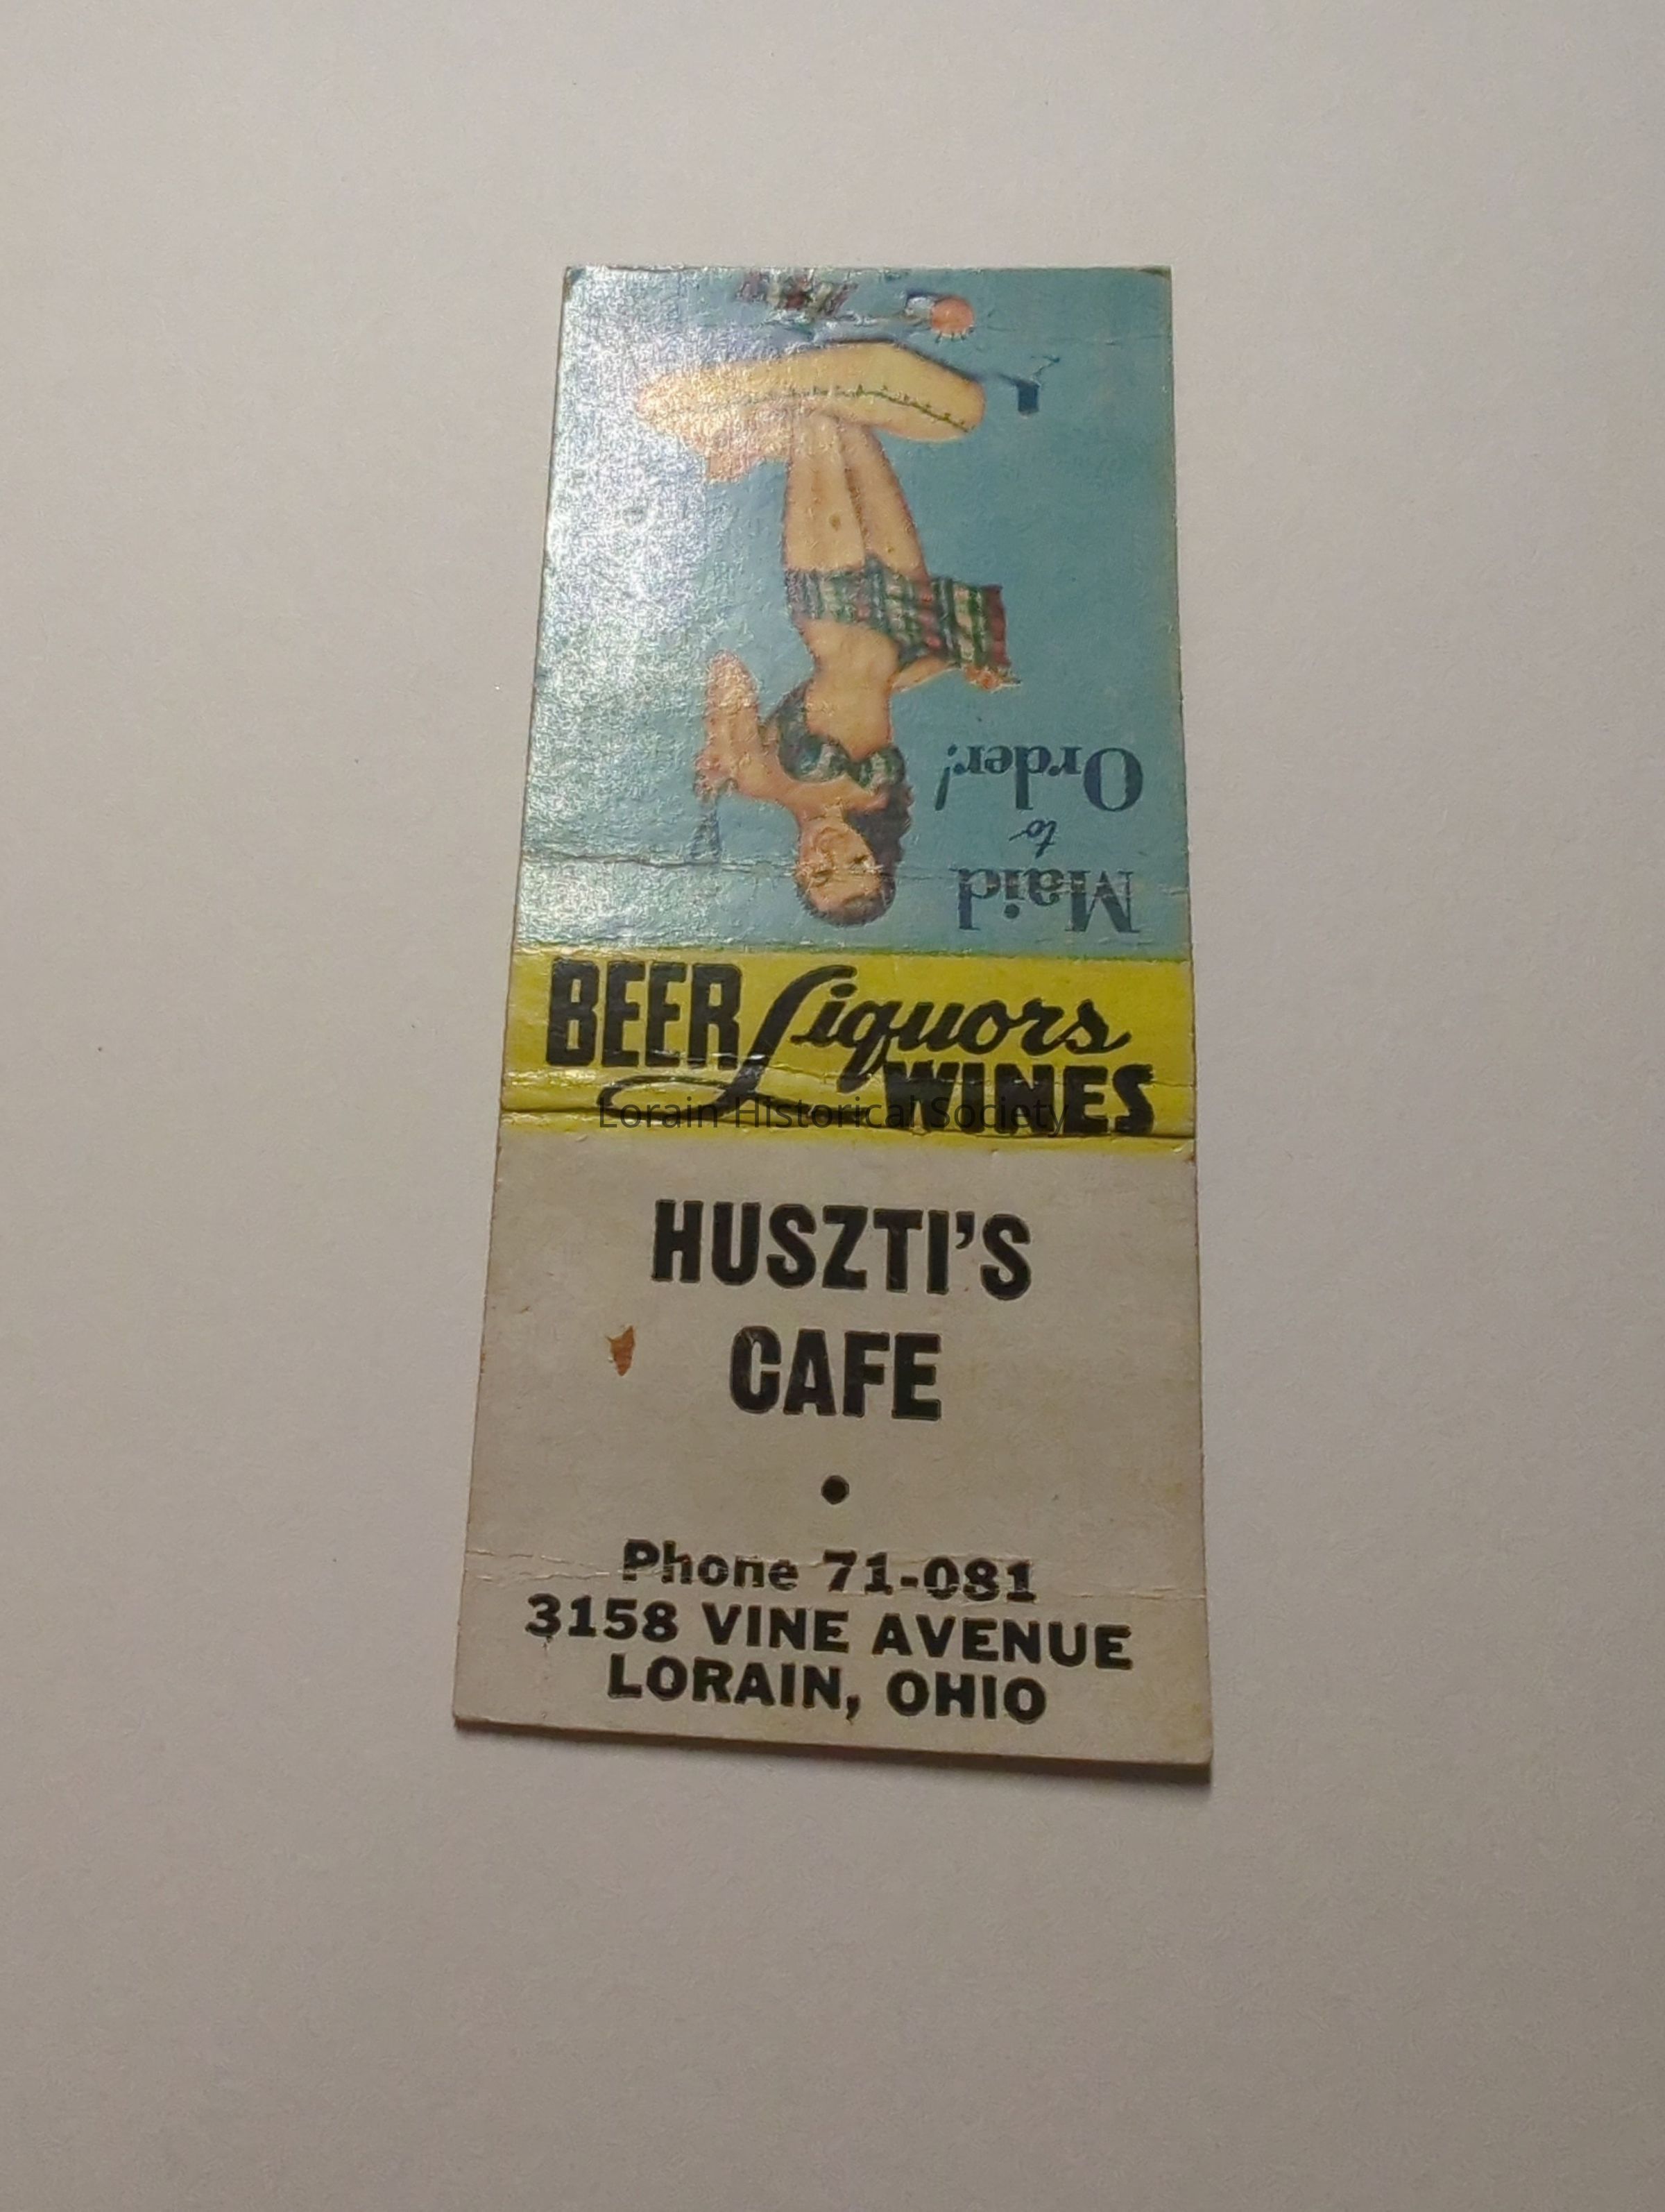 Maid
to
Order!
BEER Liquors
WINES
Lorain Historical Society
HUSZTI'S
CAFE
•
Phone 71-081
3158 VINE AVENUE
LORAIN, OHIO